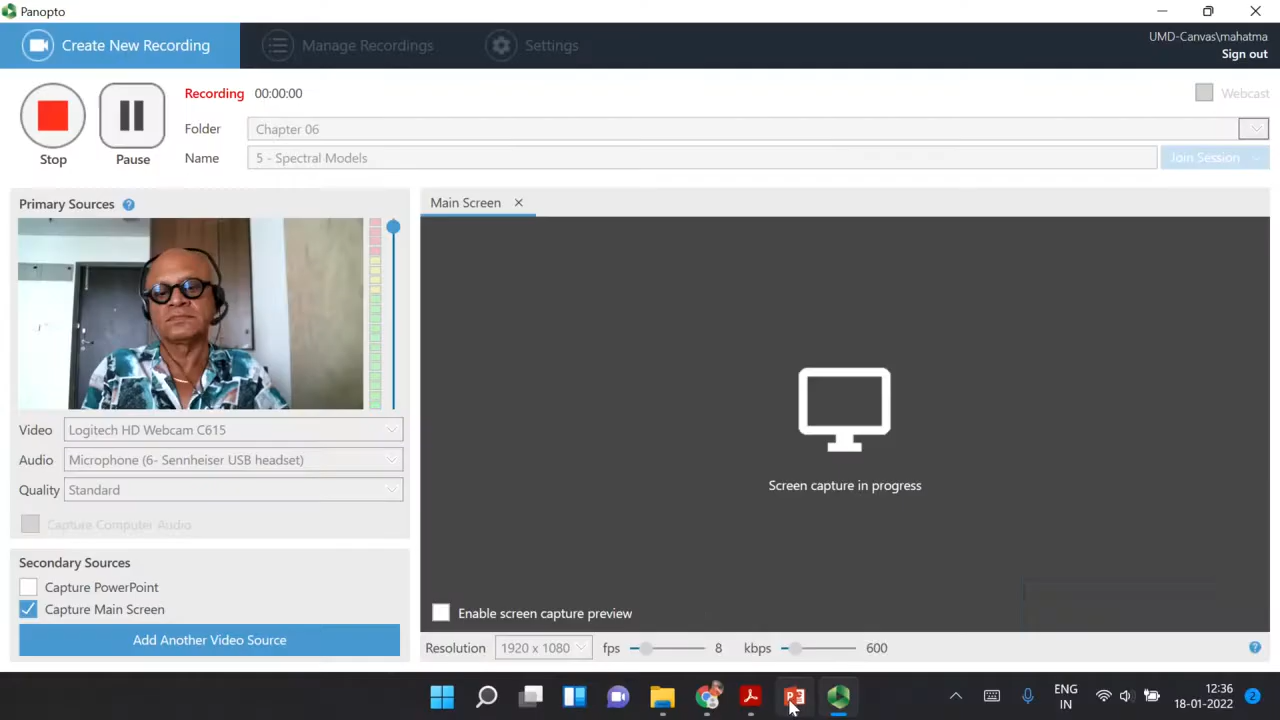 Panopto
Create New Recording
Manage Recordings
Settings
UMD-Canvas\mahatma
Sign out
Recording 00:00:00
Webcast
Folder
Chapter 06
Name
5 - Spectral Models
Join Session
Stop
Pause
Primary Sources ?
Main Screen ×
Video
Logitech HD Webcam C615
Audio
Microphone (6- Sennheiser USB headset)
Quality
Standard
Capture Computer Audio
Screen capture in progress
Secondary Sources
Capture PowerPoint
Capture Main Screen
Add Another Video Source
Enable screen capture preview
Resolution 1920 x 1080 fps 8 kbps 600 ?
ENG
IN
12:36
18-01-2022
2